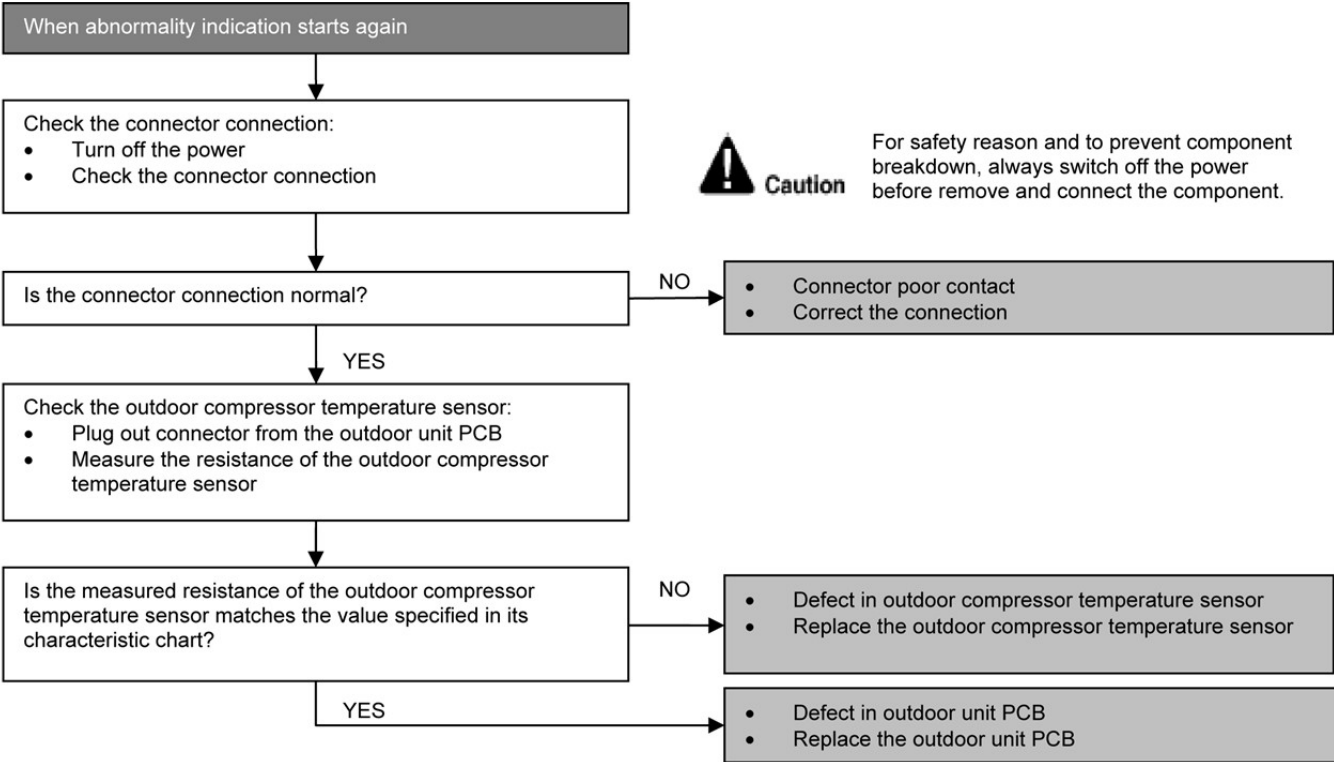 When abnormality indication starts again
Check the connector connection:
• Turn off the power
• Check the connector connection
Caution
For safety reason and to prevent component
breakdown, always switch off the power
before remove and connect the component.
Is the connector connection normal?
NO
• Connector poor contact
• Correct the connection
YES
Check the outdoor compressor temperature sensor:
• Plug out connector from the outdoor unit PCB
• Measure the resistance of the outdoor compressor
temperature sensor
Is the measured resistance of the outdoor compressor
temperature sensor matches the value specified in its
characteristic chart?
NO
• Defect in outdoor compressor temperature sensor
• Replace the outdoor compressor temperature sensor
YES
• Defect in outdoor unit PCB
• Replace the outdoor unit PCB